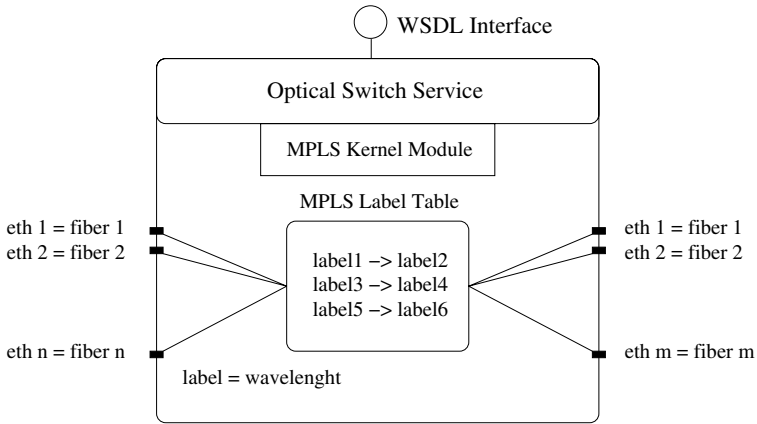 WSDL Interface
Optical Switch Service
MPLS Kernel Module
MPLS Label Table
eth 1 = fiber 1
eth 2 = fiber 2
eth n = fiber n
label1 −> label2
label3 −> label4
label5 −> label6
eth 1 = fiber 1
eth 2 = fiber 2
eth m = fiber m
label = wavelenght